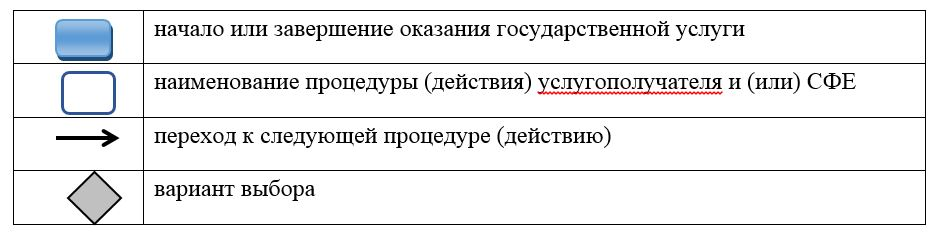 начало или завершение оказания государственной услуги
наименование процедуры (действия) услугополучателя и (или) СФЕ
переход к следующей процедуре (действию)
вариант выбора